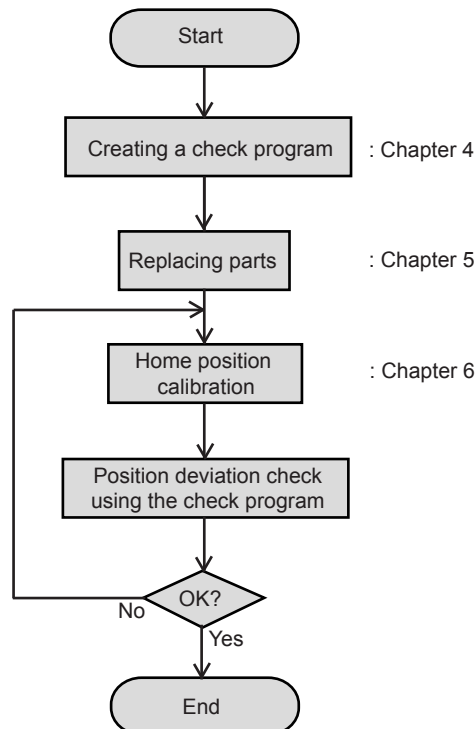 Start
Creating a check program
: Chapter 4
Replacing parts
: Chapter 5
Home position
calibration
: Chapter 6
Position deviation check
using the check program
OK?
No
Yes
End